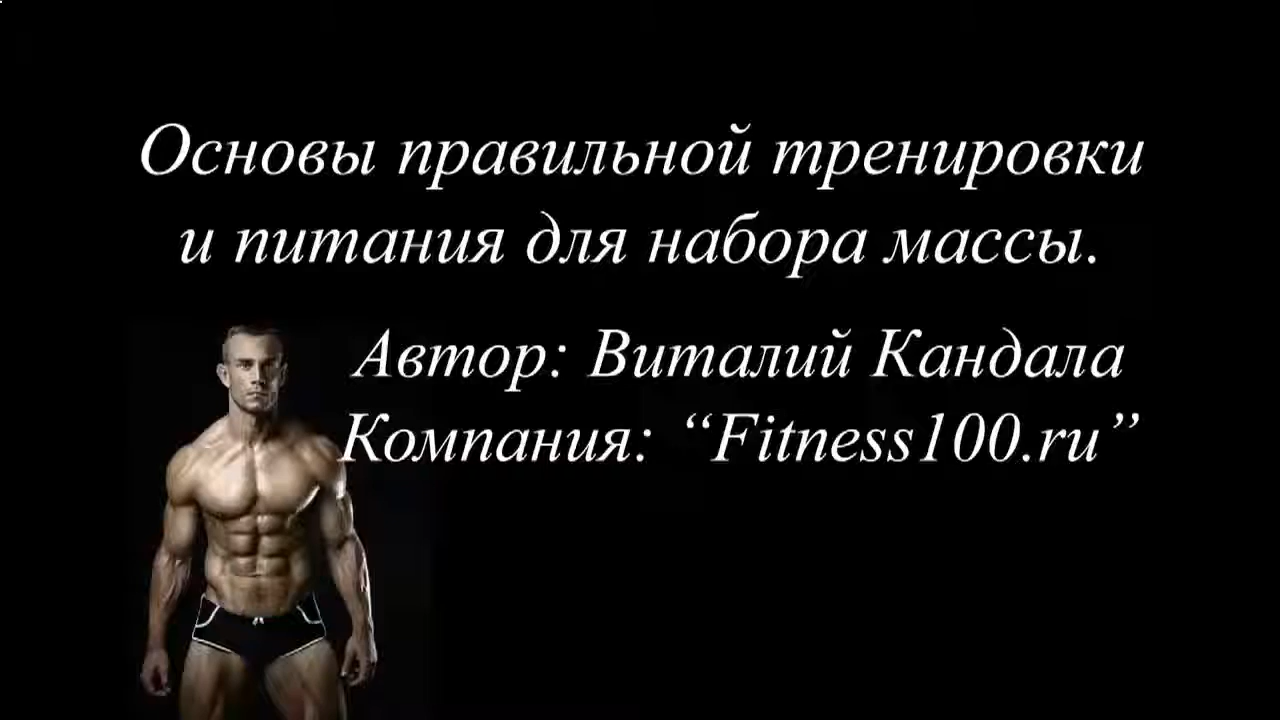 Основы правильной тренировки
и питания для набора массы.
Автор: Виталий Кандала
Компания: “Fitness100.ru”